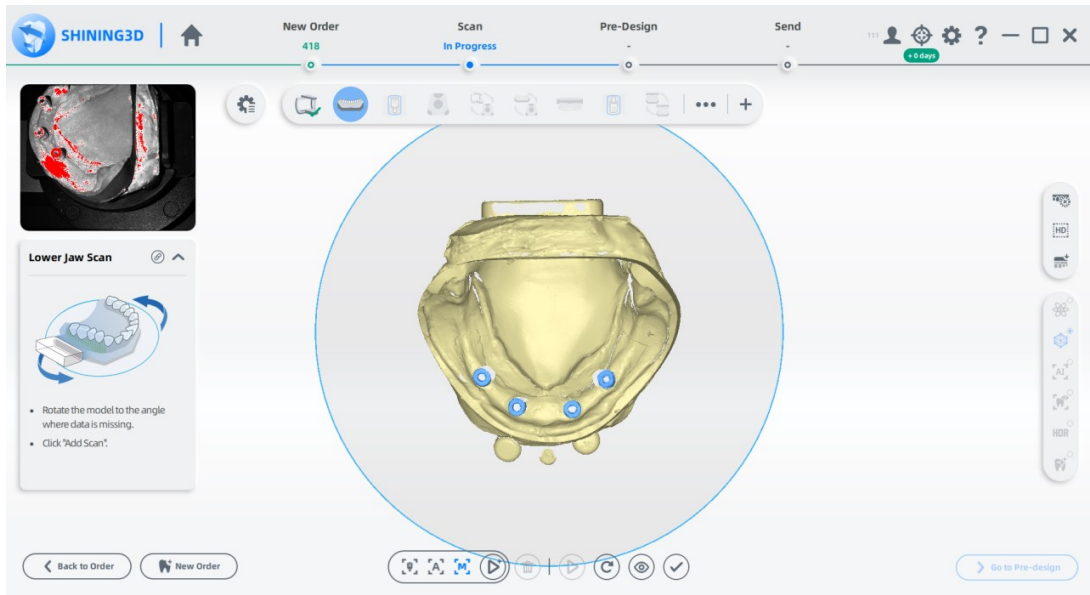 SHINING3D
New Order
418
Scan
In Progress
Pre-Design
-
Send
-
111
+ 0 days
Lower Jaw Scan
• Rotate the model to the angle
where data is missing.
• Click "Add Scan".
HD
AI
HDR
A
M
Back to Order
New Order
Go to Pre-design